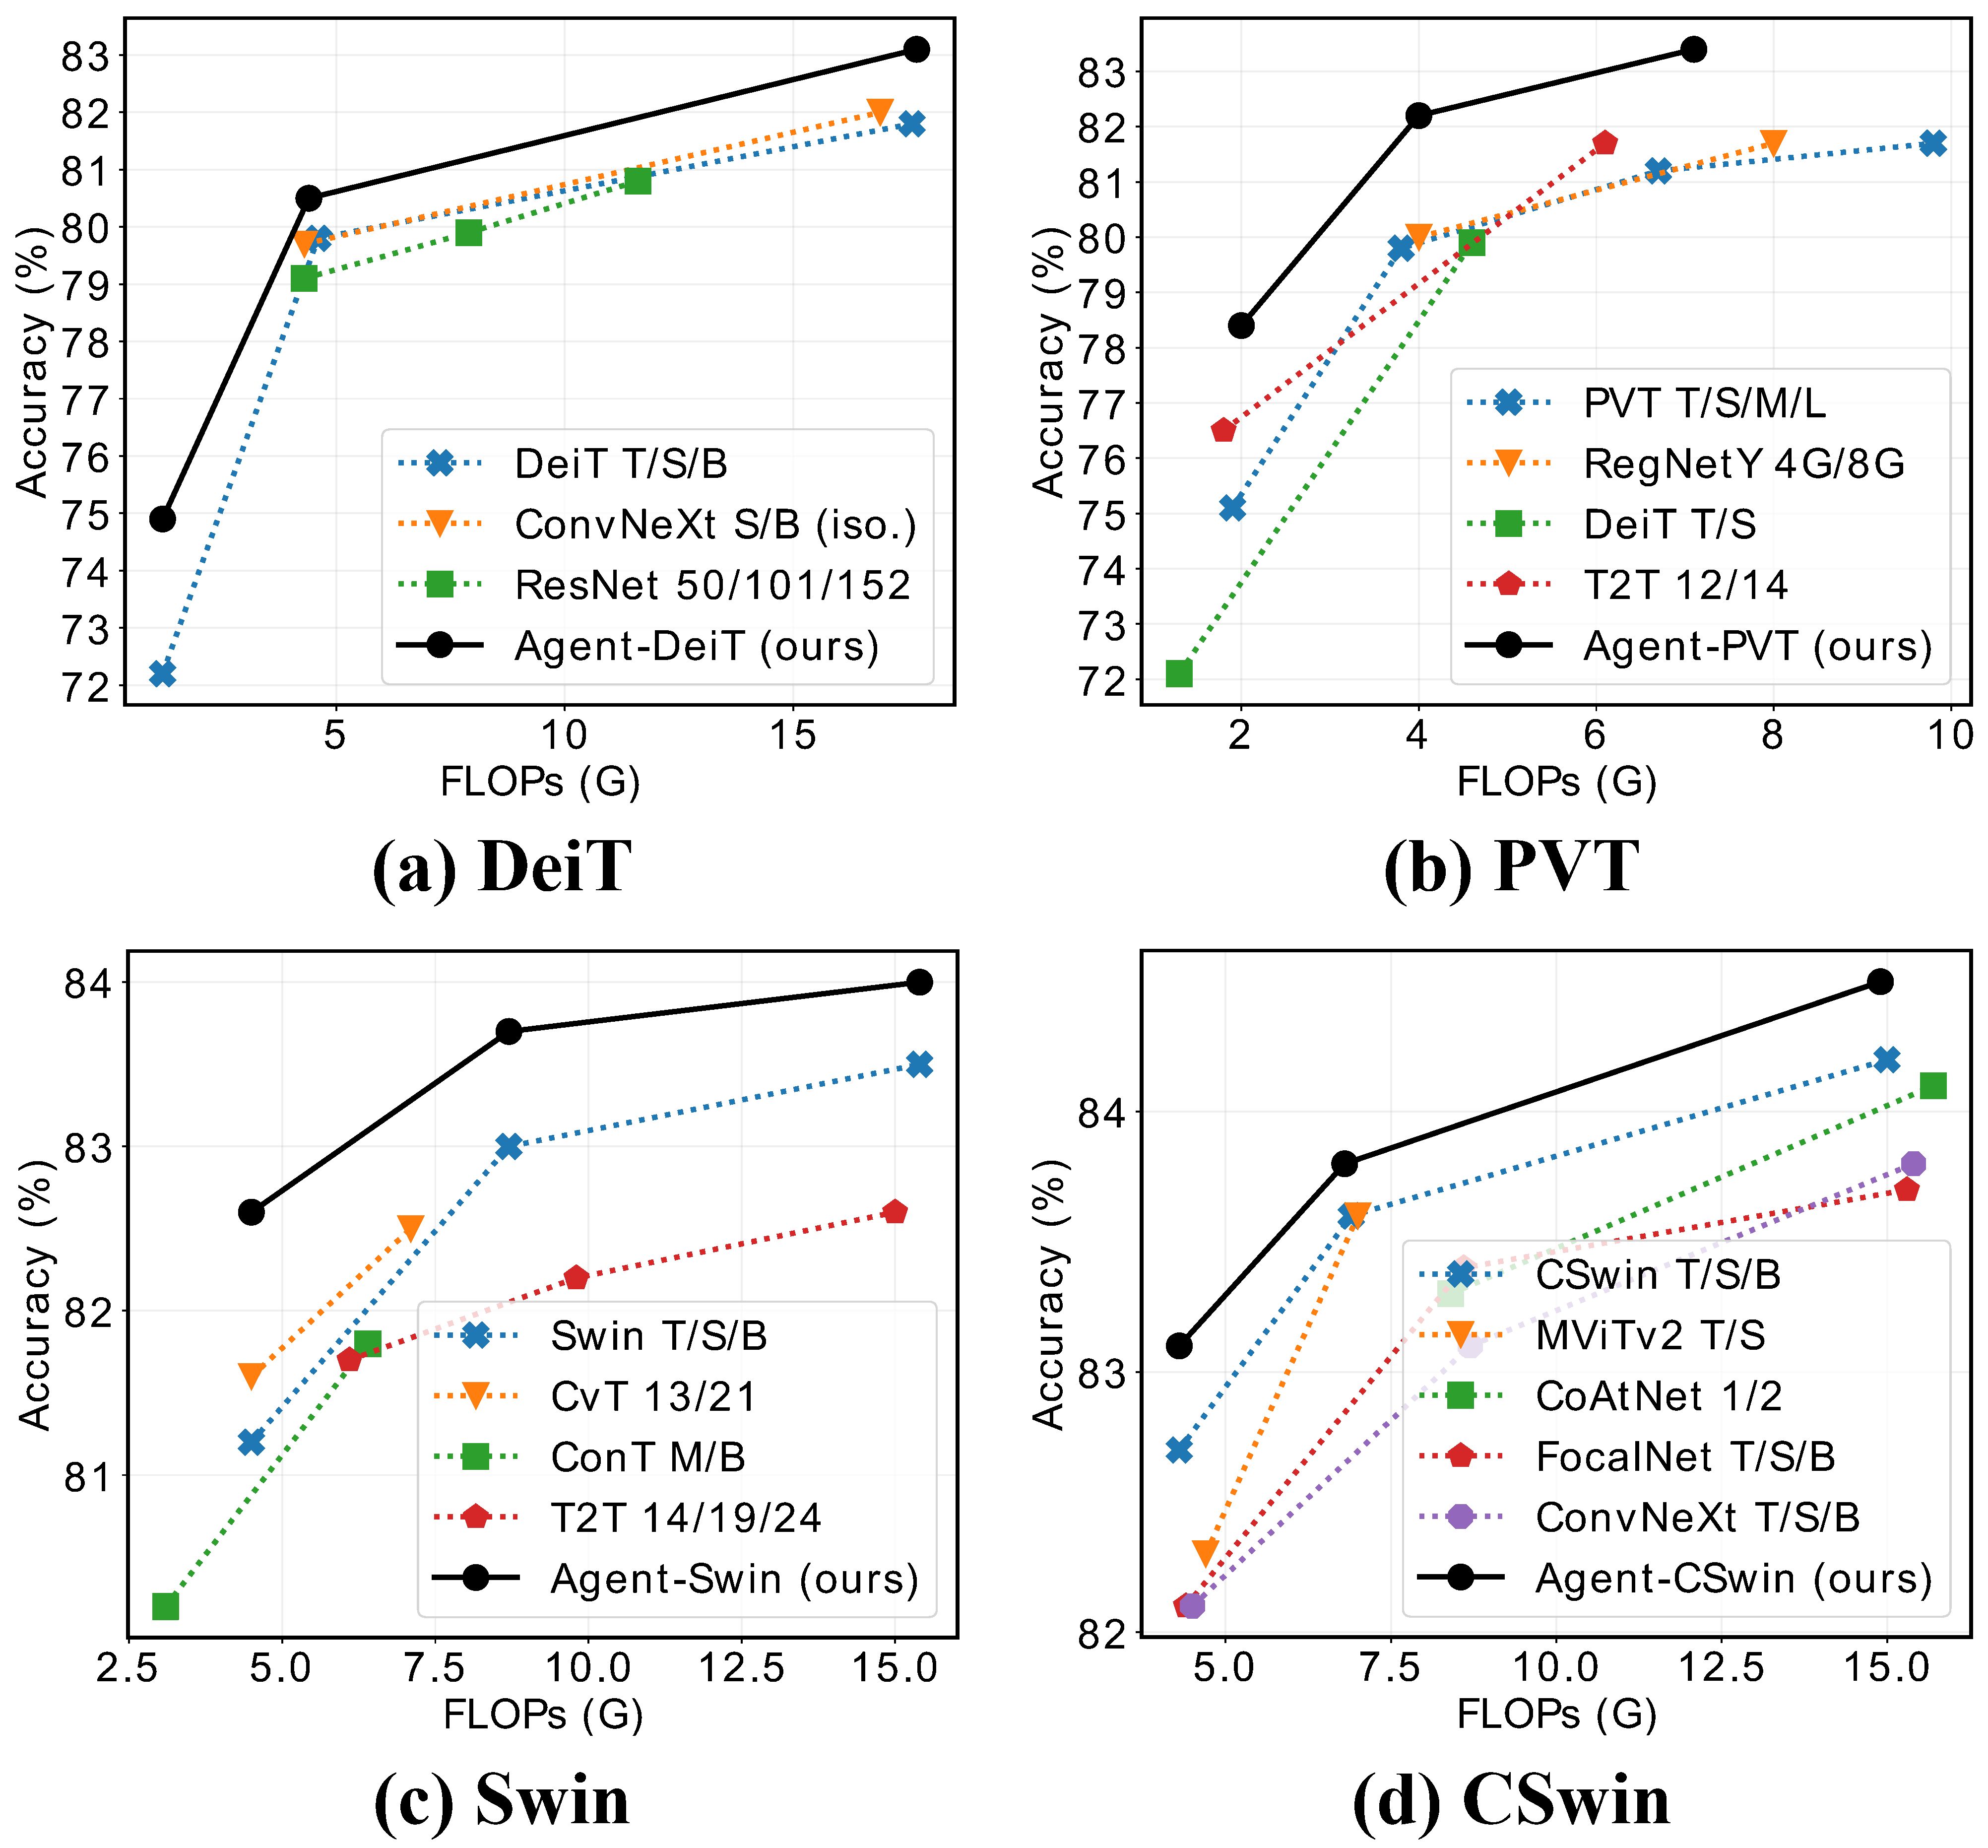 83
82
81
80
79
78
77
76
75
74
73
72
Accuracy (%)
DeiT T/S/B
ConvNeXt S/B (iso.)
ResNet 50/101/152
Agent-DeiT (ours)
5 10 15
FLOPs (G)
(a) DeiT
83
82
81
80
79
78
77
76
75
74
73
72
Accuracy (%)
PVT T/S/M/L
RegNetY 4G/8G
DeiT T/S
T2T 12/14
Agent-PVT (ours)
2 4 6 8 10
FLOPs (G)
(b) PVT
84
83
82
81
Accuracy (%)
Swin T/S/B
CvT 13/21
ConT M/B
T2T 14/19/24
Agent-Swin (ours)
2.5 5.0 7.5 10.0 12.5 15.0
FLOPs (G)
(c) Swin
84
83
82
Accuracy (%)
CSwin T/S/B
MViTv2 T/S
CoAtNet 1/2
FocalNet T/S/B
ConvNeXt T/S/B
Agent-CSwin (ours)
5.0 7.5 10.0 12.5 15.0
FLOPs (G)
(d) CSwin